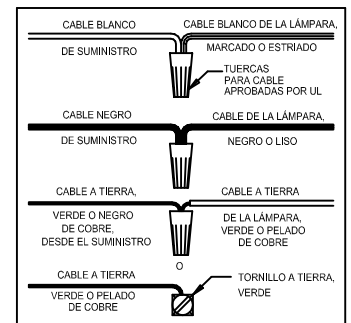 CABLE BLANCO
CABLE BLANCO DE LA LÁMPARA,
DE SUMINISTRO
MARCADO O ESTRIADO
TUERCAS
PARA CABLE
APROBADAS POR UL
CABLE NEGRO
CABLE DE LA LÁMPARA,
DE SUMINISTRO
NEGRO O LISO
CABLE A TIERRA,
CABLE A TIERRA
VERDE O NEGRO
DE COBRE,
DESDE EL SUMINISTRO
DE LA LÁMPARA,
VERDE O PELADO
DE COBRE
O
CABLE A TIERRA
TORNILLO A TIERRA,
VERDE
VERDE O PELADO
DE COBRE